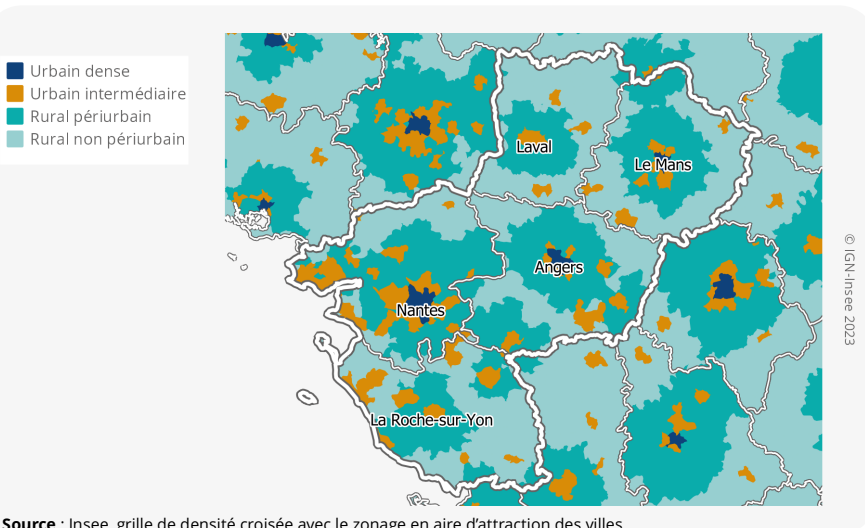 Urbain dense
Urbain intermédiaire
Rural périurbain
Rural non périurbain
Laval
Le Mans
Angers
Nantes
La Roche-sur-Yon
© IGN-Insee 2023
Source : Insee, grille de densité croisée avec le zonage en aire d'attraction des villes